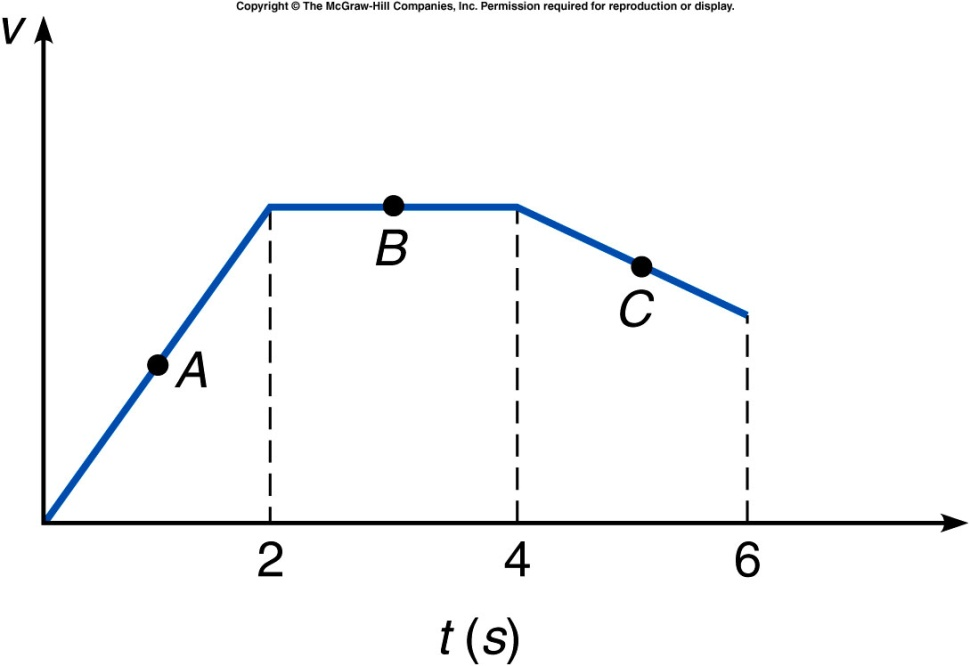 Copyright © The McGraw-Hill Companies, Inc. Permission required for reproduction or display.
v
B
C
A
2 4 6
t (s)